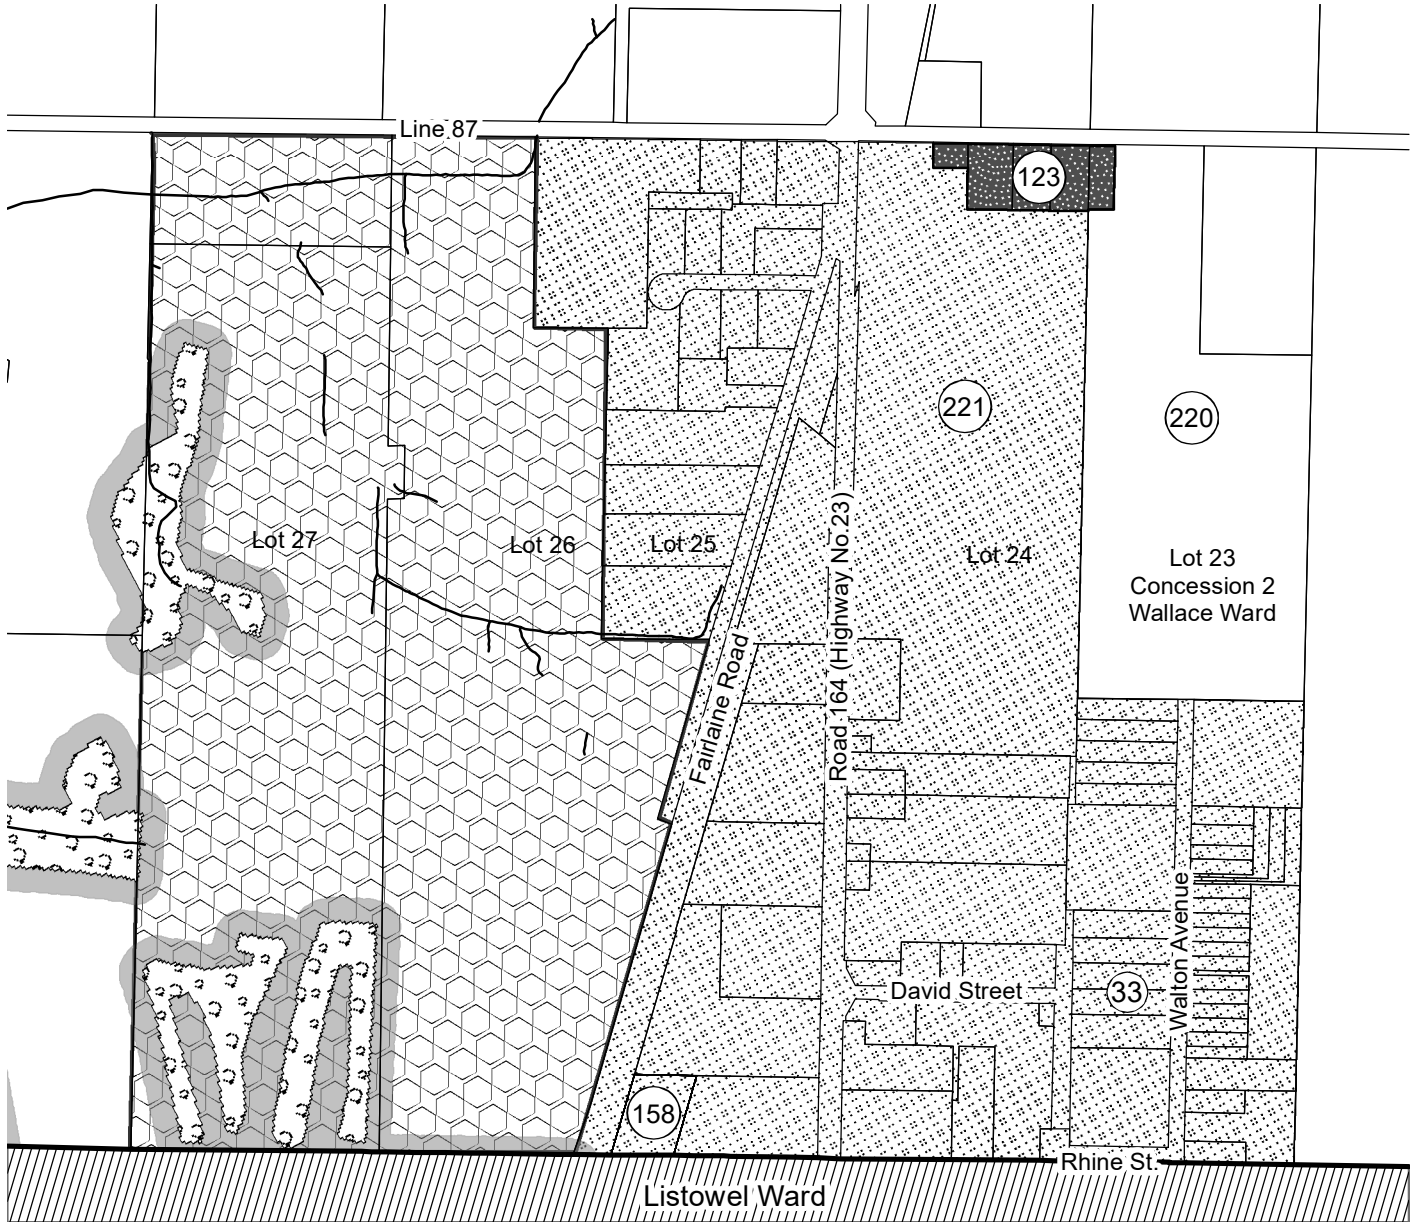 Line 87
123
221
220
Lot 27
Lot 26
Lot 25
Lot 24
Lot 23
Concession 2
Wallace Ward
Road 164 (Highway No.23)
Fairlaine Road
Walton Avenue
David Street
33
158
Rhine St.
Listowel Ward